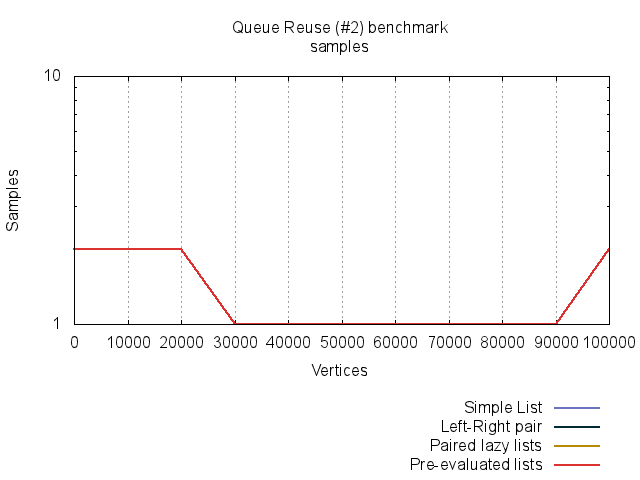 Queue Reuse (#2) benchmark
samples
10
Samples
1
0 10000 20000 30000 40000 50000 60000 70000 80000 90000 100000
Vertices
Simple List
Left-Right pair
Paired lazy lists
Pre-evaluated lists